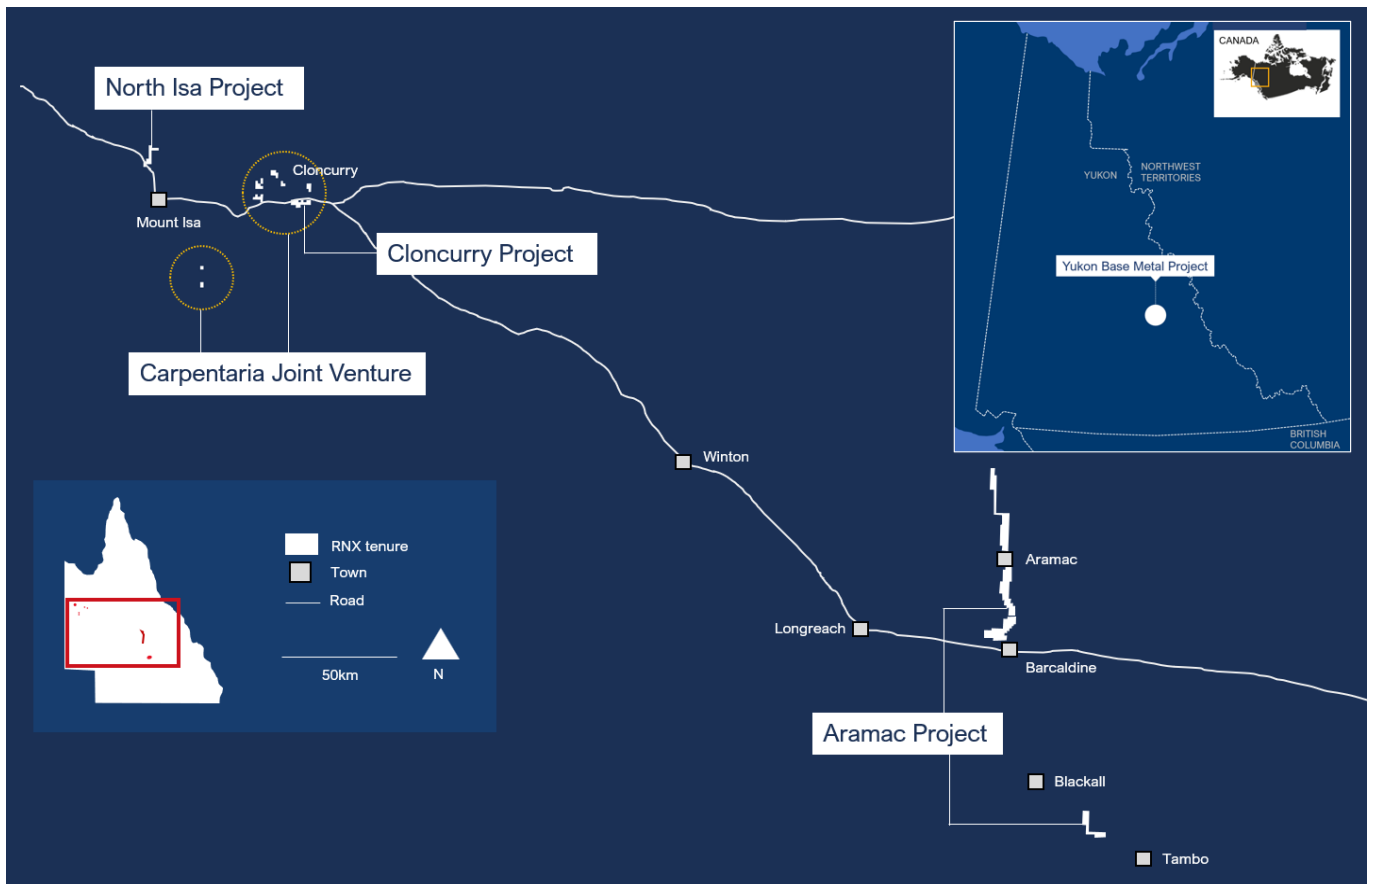 North Isa Project
Cloncurry
Mount Isa
Cloncurry Project
Carpentaria Joint Venture
CANADA
YUKON
NORTHWEST
TERRITORIES
Yukon Base Metal Project
BRITISH
COLUMBIA
Winton
RNX tenure
Town
Road
50km
N
Aramac
Longreach
Barcaldine
Aramac Project
Blackall
Tambo